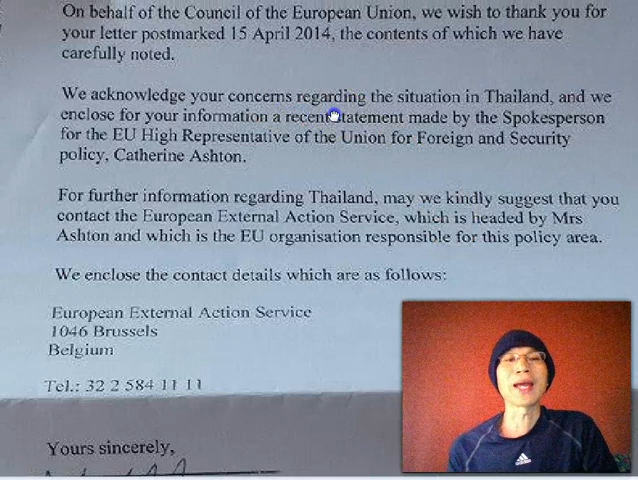 On behalf of the Council of the European Union, we wish to thank you for
your letter postmarked 15 April 2014, the contents of which we have
carefully noted.
We acknowledge your concerns regarding the situation in Thailand, and we
enclose for your information a recent statement made by the Spokesperson
for the EU High Representative of the Union for Foreign and Security
policy, Catherine Ashton.
For further information regarding Thailand, may we kindly suggest that you
contact the European External Action Service, which is headed by Mrs
Ashton and which is the EU organisation responsible for this policy area.
We enclose the contact details which are as follows:
European External Action Service
1046 Brussels
Belgium
Tel.: 32 2 584 11 11
Yours sincerely,
adidas